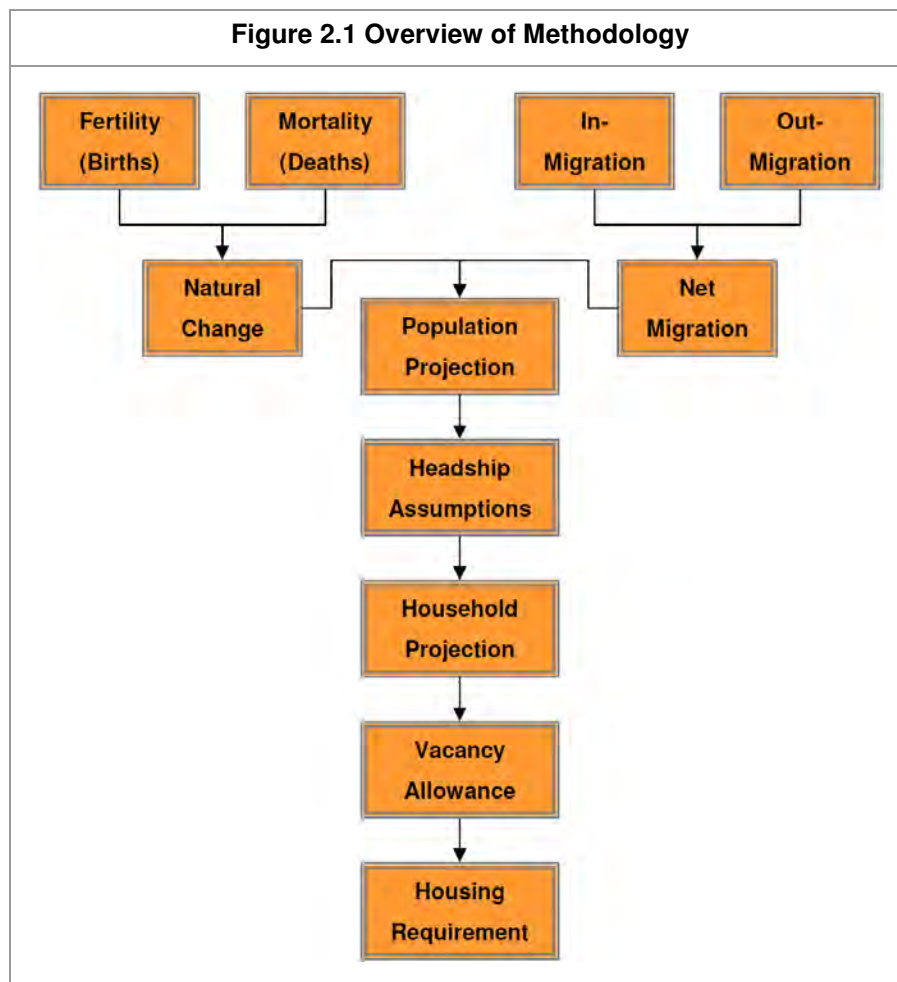 Figure 2.1 Overview of Methodology
Fertility
(Births)
Mortality
(Deaths)
In-
Migration
Out-
Migration
Natural
Change
Net
Migration
Population
Projection
Headship
Assumptions
Household
Projection
Vacancy
Allowance
Housing
Requirement